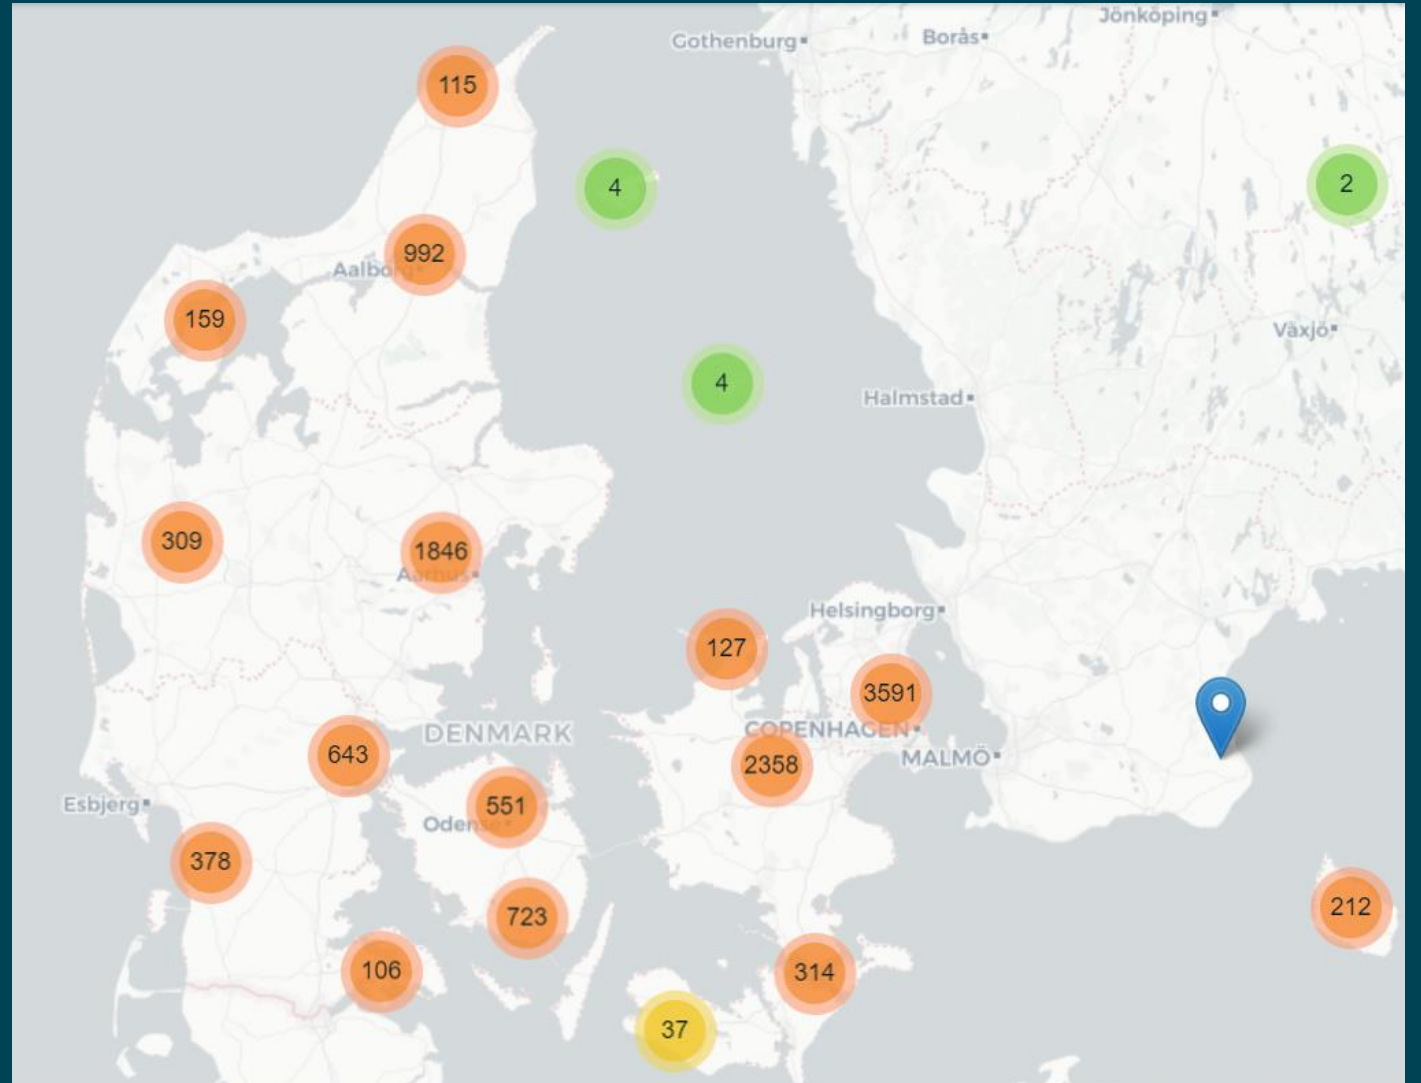 Jönköping
Gothenburg
Borås
115
4
2
992
Aalborg
159
Växjö
4
Halmstad
309
1846
Aarhus
Helsingborg
127
3591
DENMARK
COPENHAGEN
643
MALMÖ
2358
Esbjerg
551
Odense
378
212
723
106
314
37